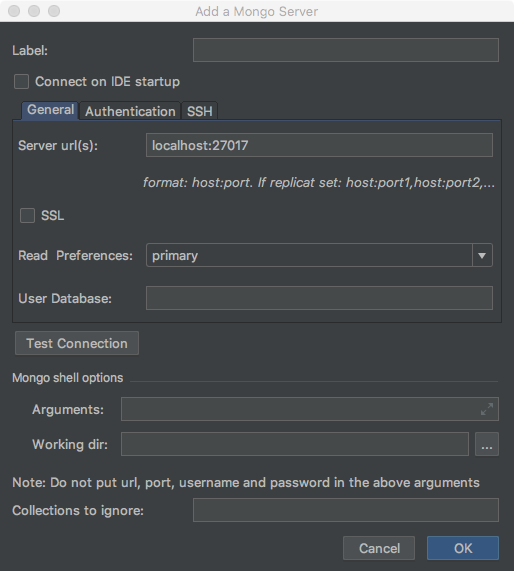 Add a Mongo Server
Label:
Connect on IDE startup
General Authentication SSH
Server url(s): localhost:27017
format: host:port. If replicat set: host:port1,host:port2,...
SSL
Read Preferences: primary
User Database:
Test Connection
Mongo shell options
Arguments:
Working dir: ...
Note: Do not put url, port, username and password in the above arguments
Collections to ignore:
Cancel OK